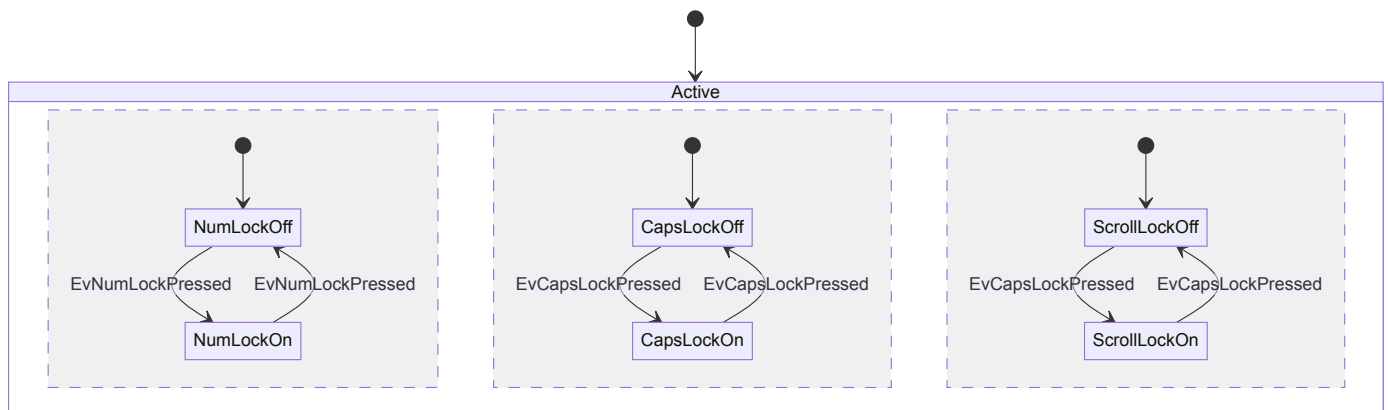 Active
NumLockOff
CapsLockOff
ScrollLockOff
EvNumLockPressed
EvNumLockPressed
EvCapsLockPressed
EvCapsLockPressed
EvCapsLockPressed
EvCapsLockPressed
NumLockOn
CapsLockOn
ScrollLockOn